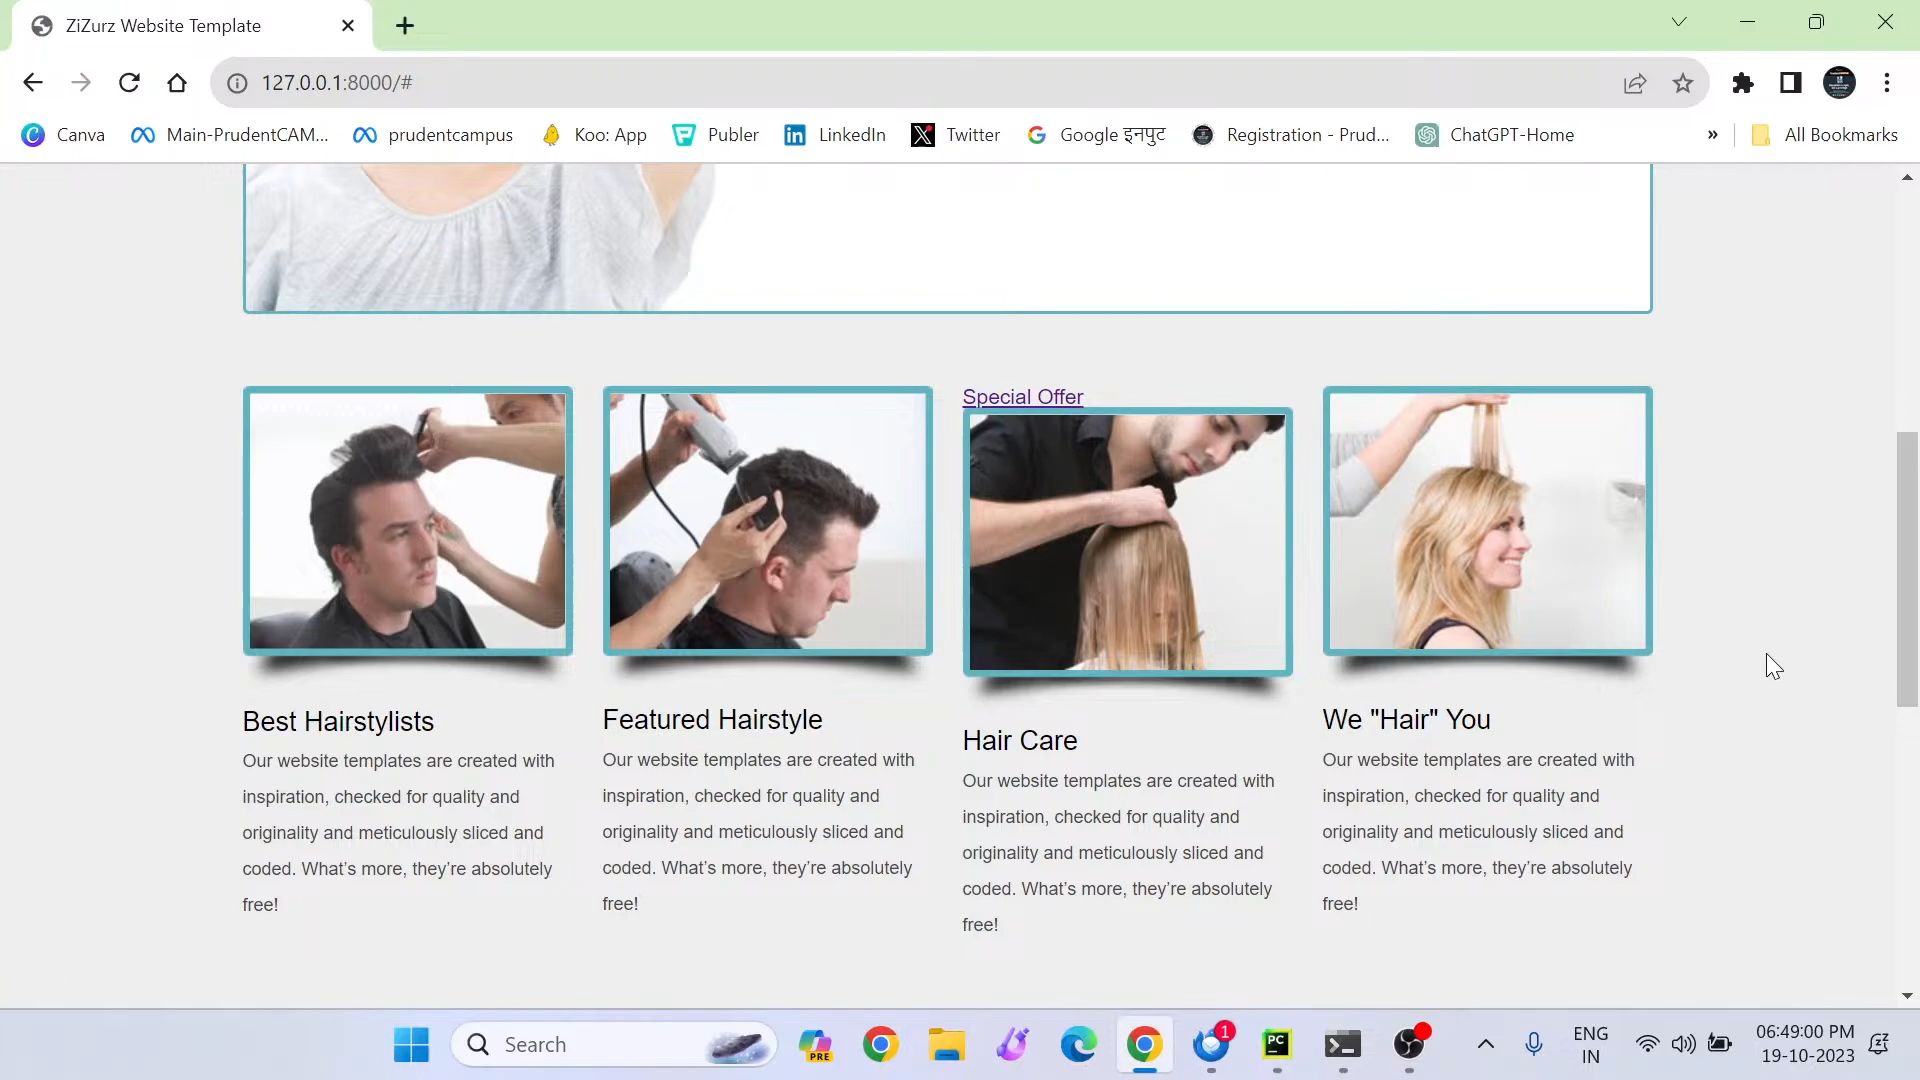 ZiZurz Website Template
127.0.0.1:8000/#
Canva Main-PrudentCAM... prudentcampus Koo: App Publer LinkedIn Twitter Google इनपुट Registration - Prud... ChatGPT-Home » All Bookmarks
Special Offer
Best Hairstylists
Our website templates are created with
inspiration, checked for quality and
originality and meticulously sliced and
coded. What's more, they're absolutely
free!
Featured Hairstyle
Our website templates are created with
inspiration, checked for quality and
originality and meticulously sliced and
coded. What's more, they're absolutely
free!
Hair Care
Our website templates are created with
inspiration, checked for quality and
originality and meticulously sliced and
coded. What's more, they're absolutely
free!
We "Hair" You
Our website templates are created with
inspiration, checked for quality and
originality and meticulously sliced and
coded. What's more, they're absolutely
free!
Search
PRE
1
PC
ENG
IN
06:49:00 PM
19-10-2023